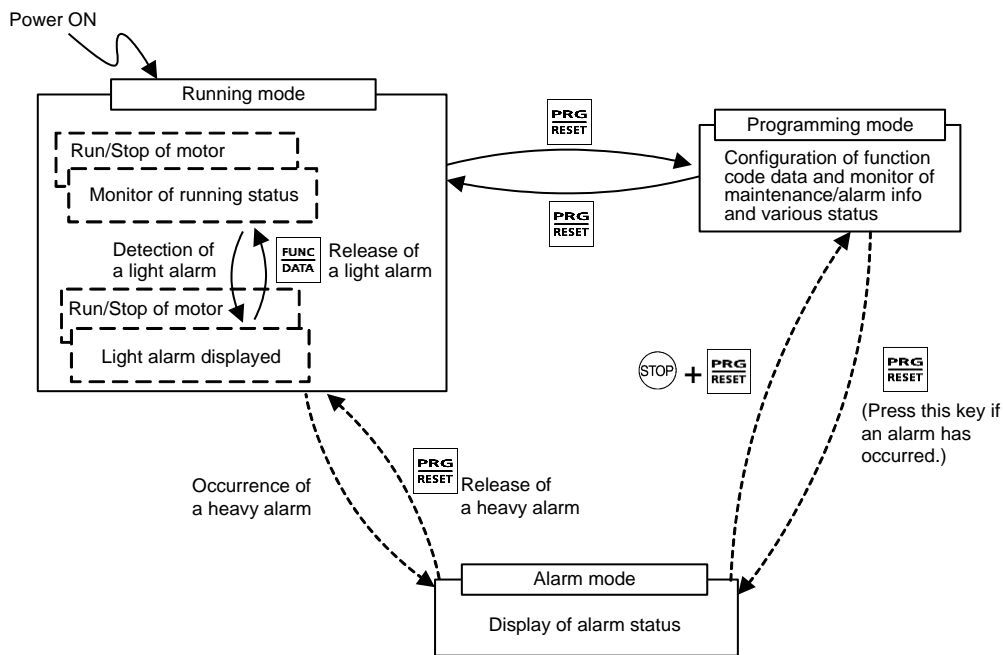 Power ON
Running mode
Run/Stop of motor
Monitor of running status
Detection of
a light alarm
FUNC
DATA
Release of
a light alarm
Run/Stop of motor
Light alarm displayed
PRG
RESET
PRG
RESET
Programming mode
Configuration of function
code data and monitor of
maintenance/alarm info
and various status
Occurrence of
a heavy alarm
PRG
RESET
Release of
a heavy alarm
STOP + PRG
RESET
PRG
RESET
(Press this key if
an alarm has
occurred.)
Alarm mode
Display of alarm status